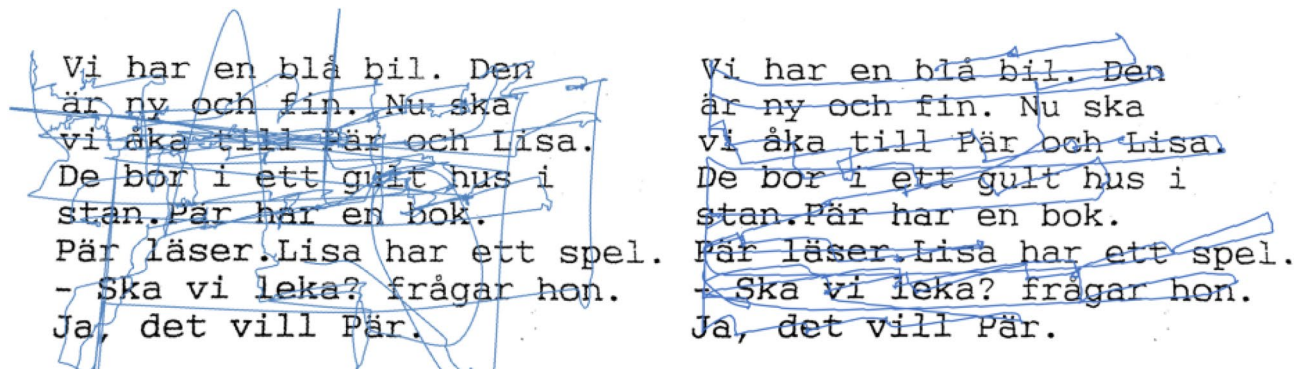 Vi har en blå bil. Den
är ny och fin. Nu ska
vi åka till Pär och Lisa.
De bor i ett gult hus i
stan.Pär har en bok.
Pär läser.Lisa har ett spel.
- Ska vi leka? frågar hon.
Ja, det vill Pär.
Vi har en blå bil. Den
är ny och fin. Nu ska
vi åka till Pär och Lisa.
De bor i ett gult hus i
stan.Pär har en bok.
Pär läser.Lisa har ett spel.
- Ska vi leka? frågar hon.
Ja, det vill Pär.